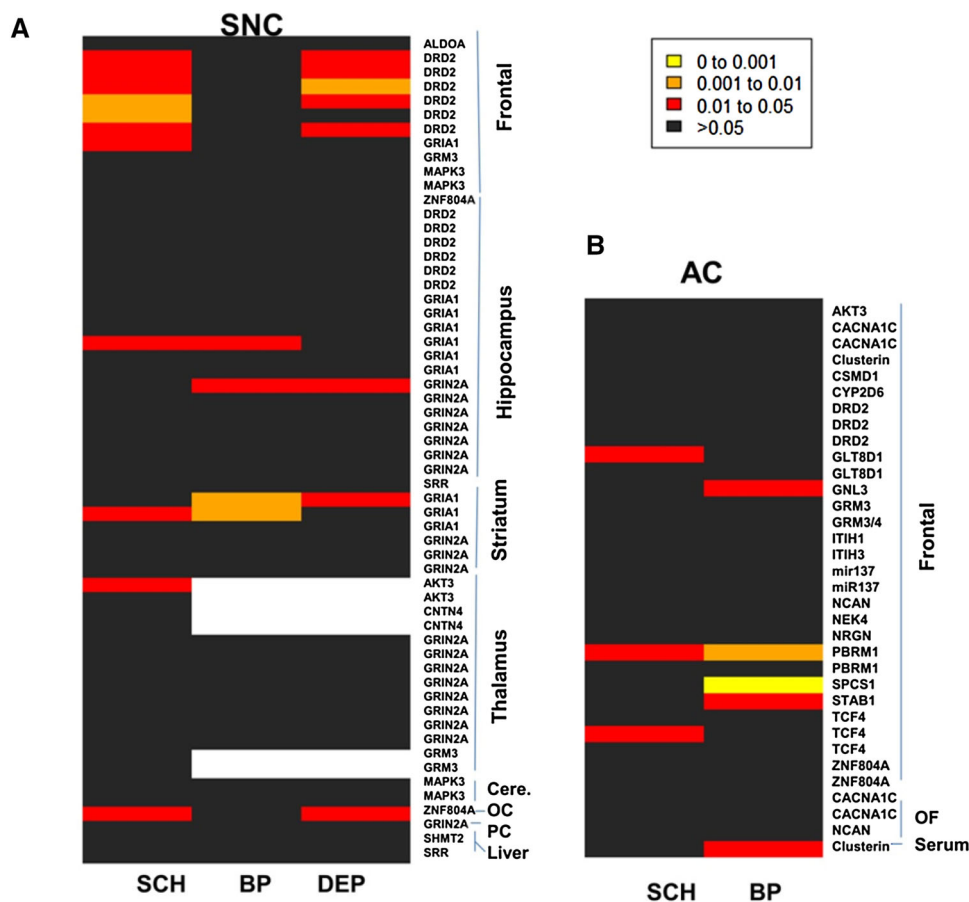 A
SNC
ALDOA
DRD2
DRD2
DRD2
DRD2
DRD2
DRD2
GRIA1
GRM3
MAPK3
MAPK3
Frontal
ZNF804A
DRD2
DRD2
DRD2
DRD2
DRD2
DRD2
GRIA1
GRIA1
GRIA1
GRIA1
GRIA1
GRIA1
GRIN2A
GRIN2A
GRIN2A
GRIN2A
GRIN2A
GRIN2A
GRIN2A
SRR
Hippocampus
GRIA1
GRIA1
GRIA1
GRIN2A
GRIN2A
GRIN2A
Striatum
AKT3
AKT3
CNTN4
CNTN4
GRIN2A
GRIN2A
GRIN2A
GRIN2A
GRIN2A
GRIN2A
GRIN2A
GRIN2A
GRM3
GRM3
Thalamus
MAPK3
MAPK3
Cere.
ZNF804A
OC
GRIN2A
PC
SHMT2
SRR
Liver
SCH BP DEP
0 to 0.001
0.001 to 0.01
0.01 to 0.05
>0.05
B
AC
AKT3
CACNA1C
CACNA1C
Clusterin
CSMD1
CYP2D6
DRD2
DRD2
DRD2
GLT8D1
GLT8D1
GNL3
GRM3
GRM3/4
ITIH1
ITIH3
mir137
miR137
NCAN
NEK4
NRGN
PBRM1
PBRM1
SPCS1
STAB1
TCF4
TCF4
TCF4
ZNF804A
ZNF804A
Frontal
CACNA1C
CACNA1C
NCAN
OF
Clusterin
Serum
SCH BP